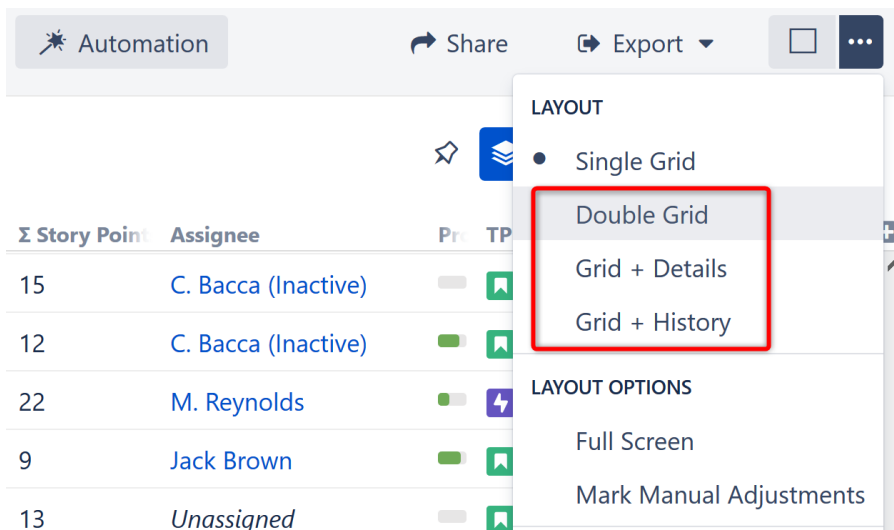 Automation
Share
Export
LAYOUT
Single Grid
Double Grid
Grid + Details
Grid + History
LAYOUT OPTIONS
Full Screen
Mark Manual Adjustments
Σ Story Point Assignee Pro TP
15 C. Bacca (Inactive)
12 C. Bacca (Inactive)
22 M. Reynolds
9 Jack Brown
13 Unassigned